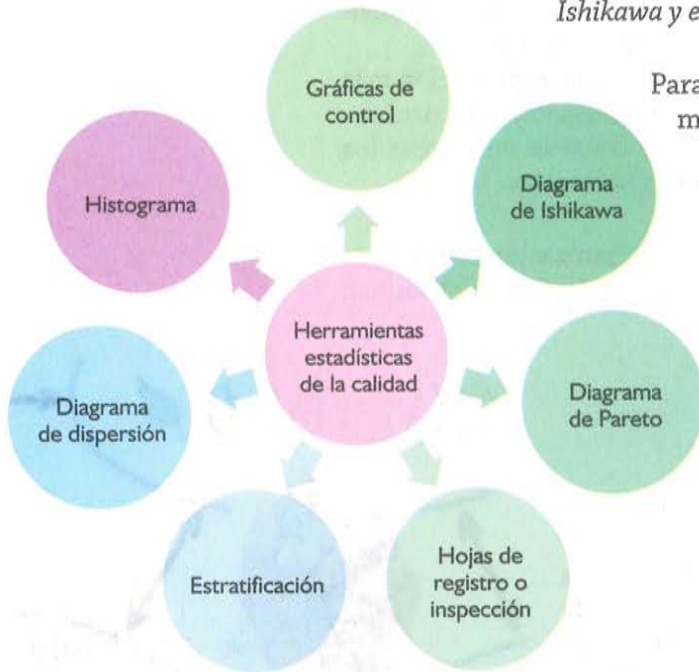 Ishikawa y e
Para
m
Gráficas de
control
Diagrama
de Ishikawa
Histograma
Herramientas
estadísticas
de la calidad
Diagrama
de Pareto
Diagrama
de dispersión
Hojas de
registro o
inspección
Estratificación